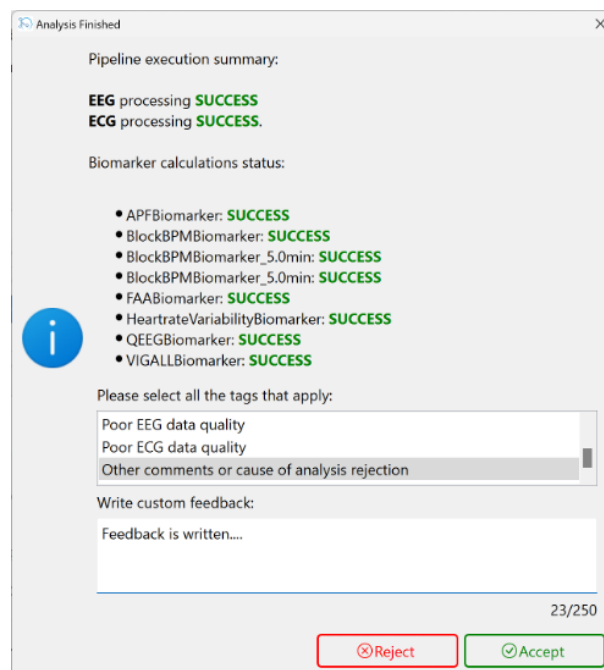 Analysis Finished
Pipeline execution summary:
EEG processing SUCCESS
ECG processing SUCCESS.
Biomarker calculations status:
• APFBiomarker: SUCCESS
• BlockBPMBiomarker: SUCCESS
• BlockBPMBiomarker_5.0min: SUCCESS
• BlockBPMBiomarker_5.0min: SUCCESS
• FAABiomarker: SUCCESS
• HeartrateVariabilityBiomarker: SUCCESS
• QEEGBiomarker: SUCCESS
• VIGALLBiomarker: SUCCESS
Please select all the tags that apply:
Poor EEG data quality
Poor ECG data quality
Other comments or cause of analysis rejection
Write custom feedback:
Feedback is written....
23/250
Reject
Accept